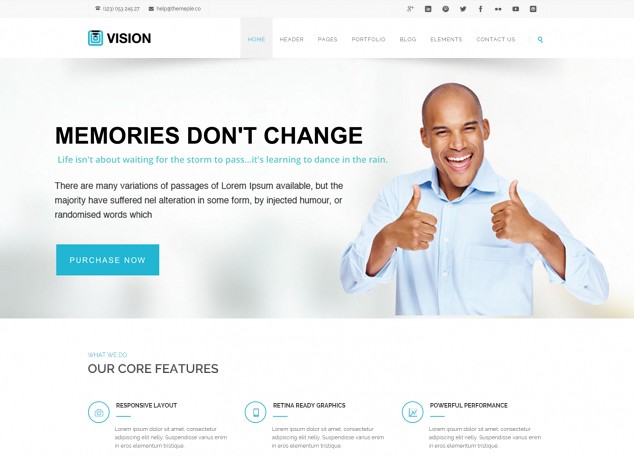 (123) 053 245 27 help@themepile.co
VISION
HOME HEADER PAGES PORTFOLIO BLOG ELEMENTS CONTACT US
MEMORIES DON'T CHANGE
Life isn't about waiting for the storm to pass...it's learning to dance in the rain.
There are many variations of passages of Lorem Ipsum available, but the
majority have suffered nel alteration in some form, by injected humour, or
randomised words which
PURCHASE NOW
WHAT WE DO
OUR CORE FEATURES
RESPONSIVE LAYOUT
Lorem ipsum dolor sit amet, consectetur
adipiscing elit nelly. Suspendisse varius enim
in eros elementum tristique.
RETINA READY GRAPHICS
Lorem ipsum dolor sit amet, consectetur
adipiscing elit nelly. Suspendisse varius enim
in eros elementum tristique.
POWERFUL PERFORMANCE
Lorem ipsum dolor sit amet, consectetur
adipiscing elit nelly. Suspendisse varius enim
in eros elementum tristique.